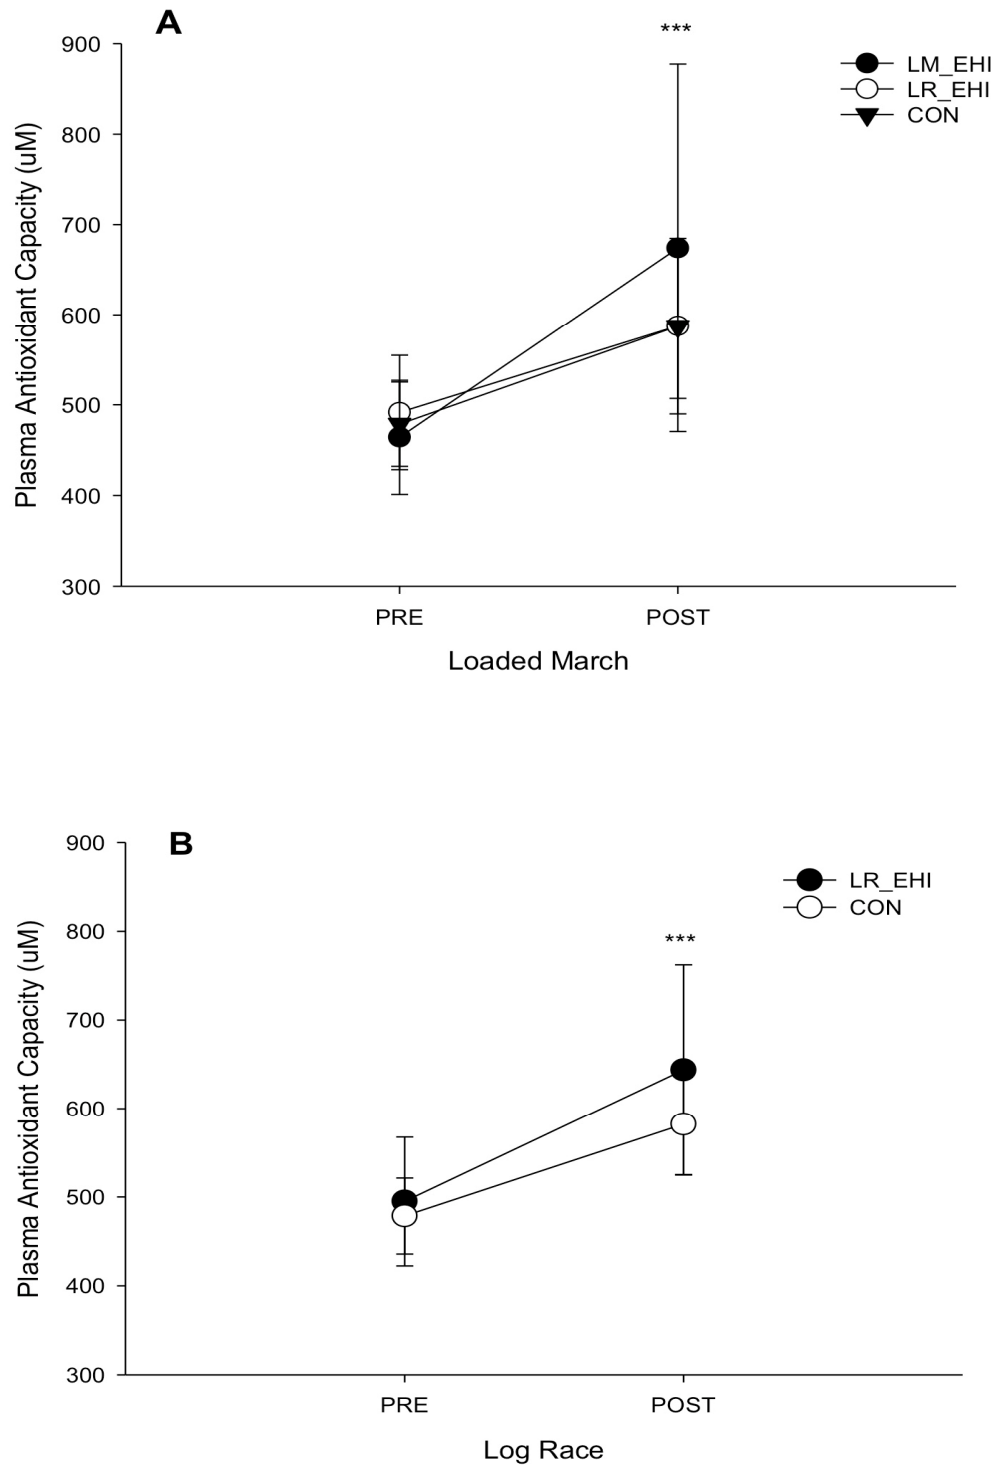 A
***
900
800
700
600
500
400
300
Plasma Antioxidant Capacity (uM)
LM_EHI
LR_EHI
CON
PRE POST
Loaded March
B
***
900
800
700
600
500
400
300
Plasma Antioxidant Capacity (uM)
LR_EHI
CON
PRE POST
Log Race